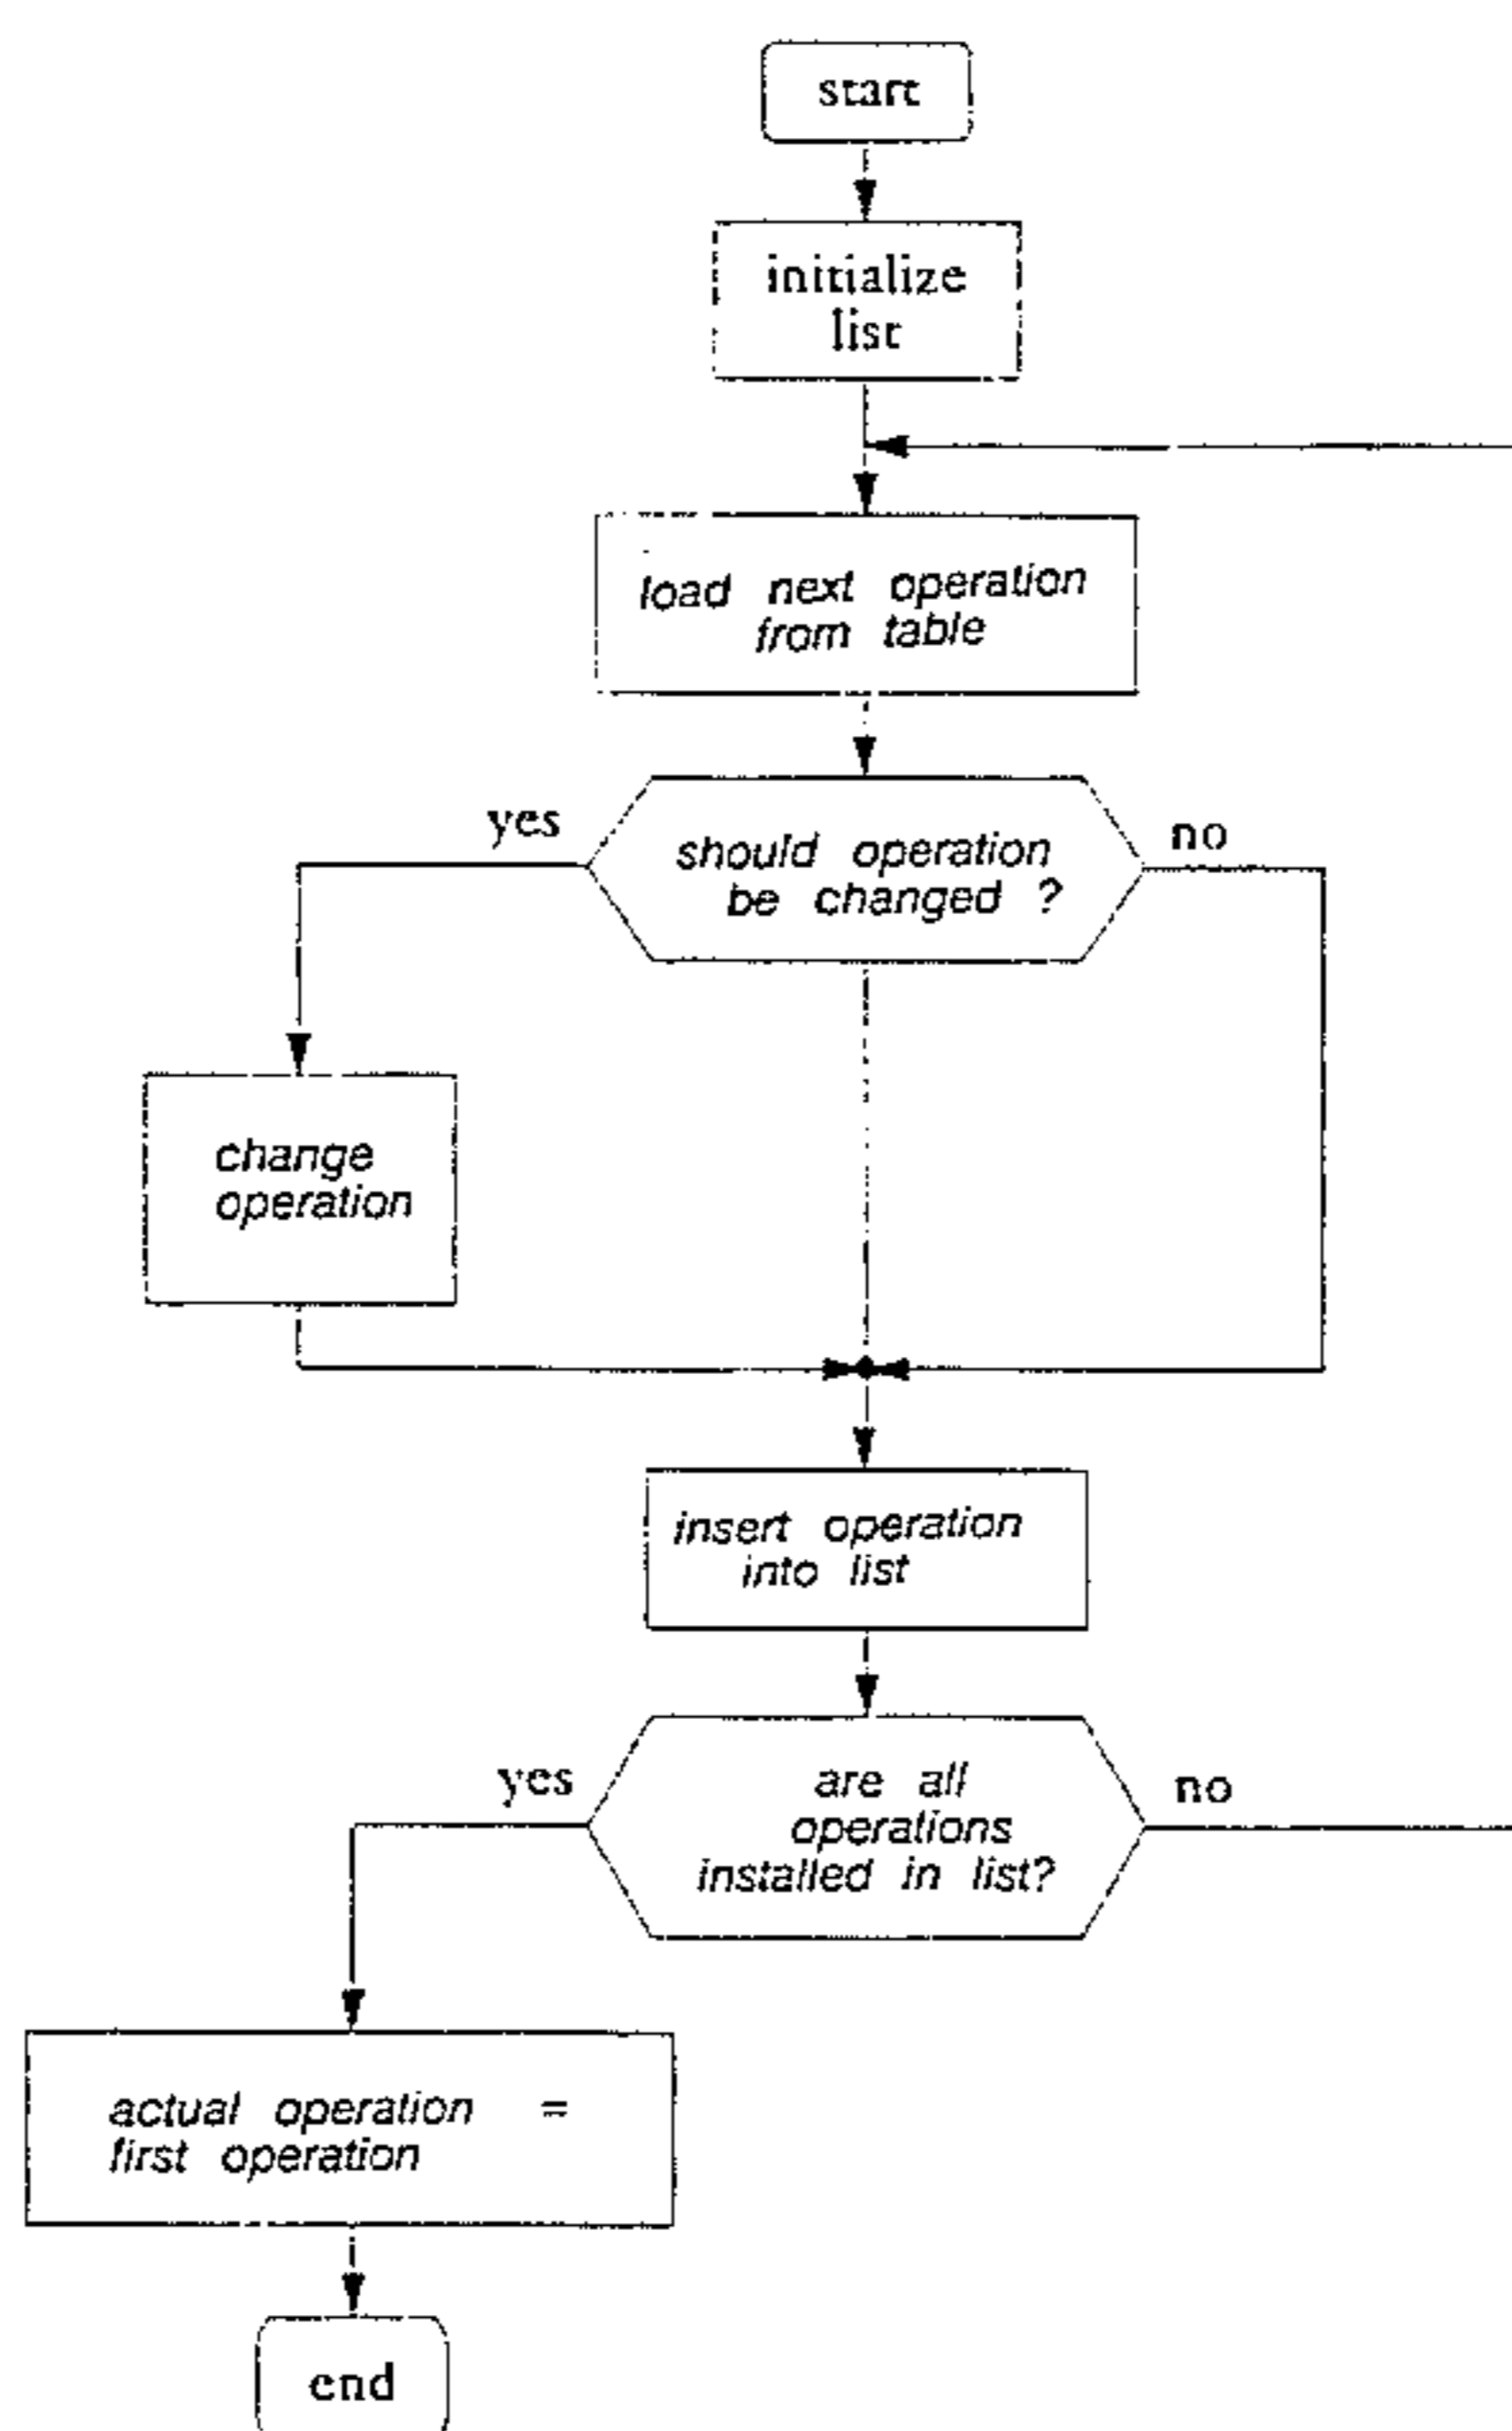 start
initialize
list
load next operation
from table
yes
no
should operation
be changed ?
change
operation
insert operation
into list
yes
no
are all
operations
installed in list?
actual operation =
first operation
end